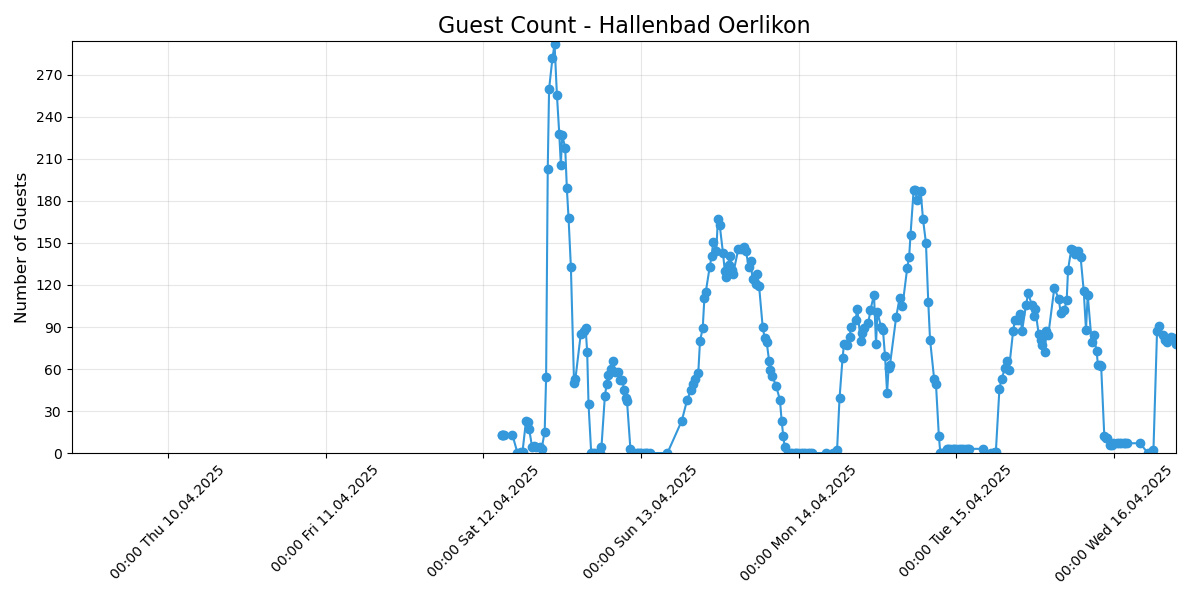 Guest Count - Hallenbad Oerlikon
Number of Guests
270
240
210
180
150
120
90
60
30
0
00:00 Thu 10.04.2025
00:00 Fri 11.04.2025
00:00 Sat 12.04.2025
00:00 Sun 13.04.2025
00:00 Mon 14.04.2025
00:00 Tue 15.04.2025
00:00 Wed 16.04.2025